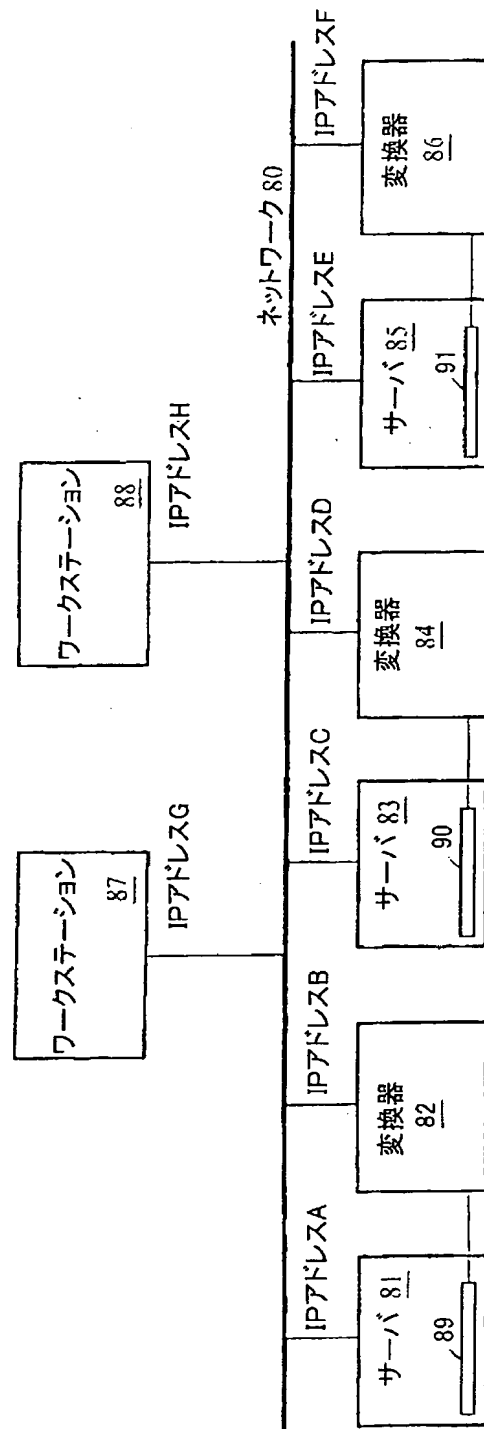 ワークステーション
87
IPアドレスG
ワークステーション
88
IPアドレスH
ネットワーク 80
IPアドレスA
IPアドレスB
IPアドレスC
IPアドレスD
IPアドレスE
IPアドレスF
サーバ 81
89
変換器
82
サーバ 83
90
変換器
84
サーバ 85
91
変換器
86